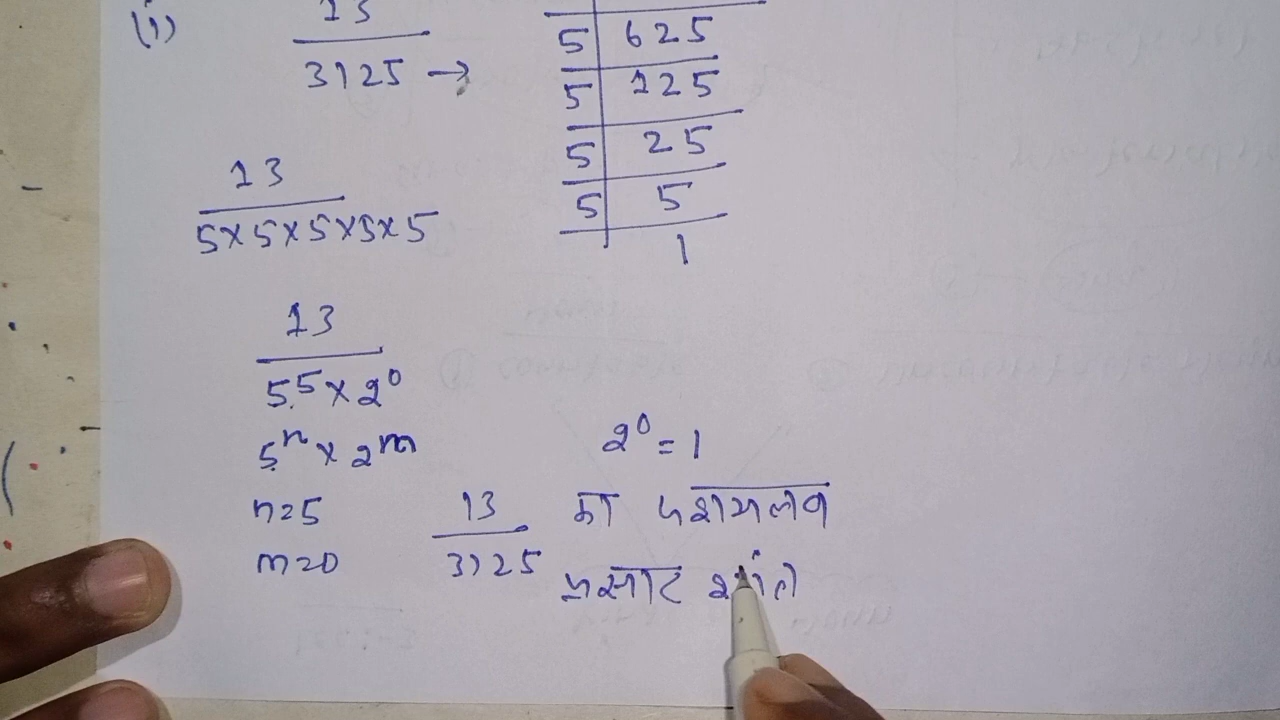 (i) 13
3125 →
5 | 625
5 | 125
5 | 25
5 | 5
1
13
5×5×5×5×5
13
5⁵×2⁰
5ⁿ×2ᵐ
n=5
m=0
2⁰=1
13
3125
का दशमलव
प्रसार शांत